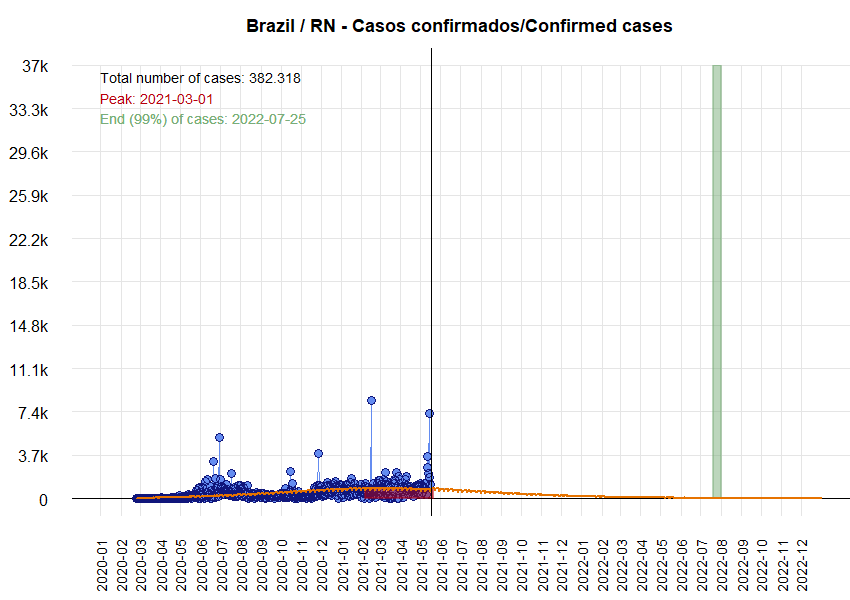 Brazil / RN - Casos confirmados/Confirmed cases
Total number of cases: 382.318
Peak: 2021-03-01
End (99%) of cases: 2022-07-25
37k
33.3k
29.6k
25.9k
22.2k
18.5k
14.8k
11.1k
7.4k
3.7k
0
2020-01
2020-02
2020-03
2020-04
2020-05
2020-06
2020-07
2020-08
2020-09
2020-10
2020-11
2020-12
2021-01
2021-02
2021-03
2021-04
2021-05
2021-06
2021-07
2021-08
2021-09
2021-10
2021-11
2021-12
2022-01
2022-02
2022-03
2022-04
2022-05
2022-06
2022-07
2022-08
2022-09
2022-10
2022-11
2022-12